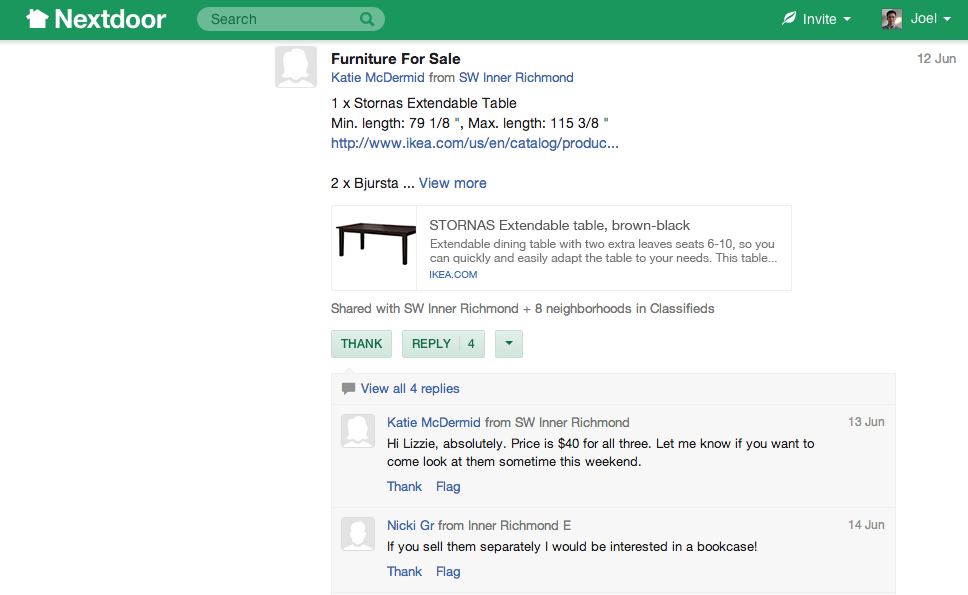 Nextdoor
Search
Invite
Joel
Furniture For Sale
12 Jun
Katie McDermid from SW Inner Richmond
1 x Stornas Extendable Table
Min. length: 79 1/8 ", Max. length: 115 3/8 "
http://www.ikea.com/us/en/catalog/produc...
2 x Bjursta ... View more
STORNAS Extendable table, brown-black
Extendable dining table with two extra leaves seats 6-10, so you
can quickly and easily adapt the table to your needs. This table...
IKEA.COM
Shared with SW Inner Richmond + 8 neighborhoods in Classifieds
THANK
REPLY 4
View all 4 replies
Katie McDermid from SW Inner Richmond
13 Jun
Hi Lizzie, absolutely. Price is $40 for all three. Let me know if you want to
come look at them sometime this weekend.
Thank Flag
Nicki Gr from Inner Richmond E
14 Jun
If you sell them separately I would be interested in a bookcase!
Thank Flag